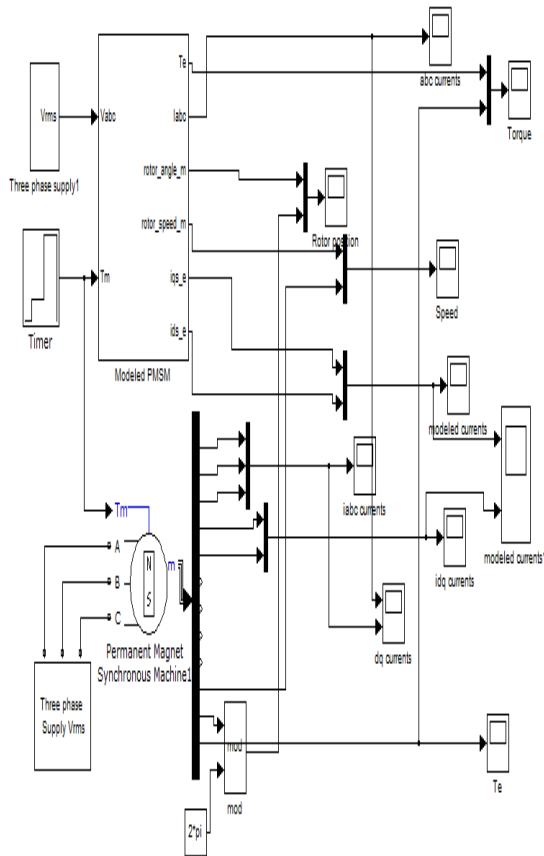 Te
abc currents
Vrms
Vabc
Iabc
Torque
Three phase supply1
rotor_angle_m
rotor_speed_m
Rotor position
Tm
iqs_e
Speed
Timer
ids_e
Modeled PMSM
modeled currents
Tm
iabc currents
A
N
S
m
B
C
idq currents
modeled currents1
Permanent Magnet
Synchronous Machine1
dq currents
Three phase
Supply Vrms
mod
Te
mod
2*pi